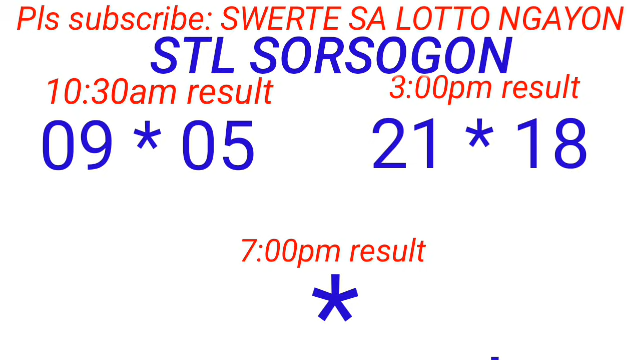 Pls subscribe: SWERTE SA LOTTO NGAYON
STL SORSOGON
10:30am result
3:00pm result
09 * 05
21 * 18
7:00pm result
*